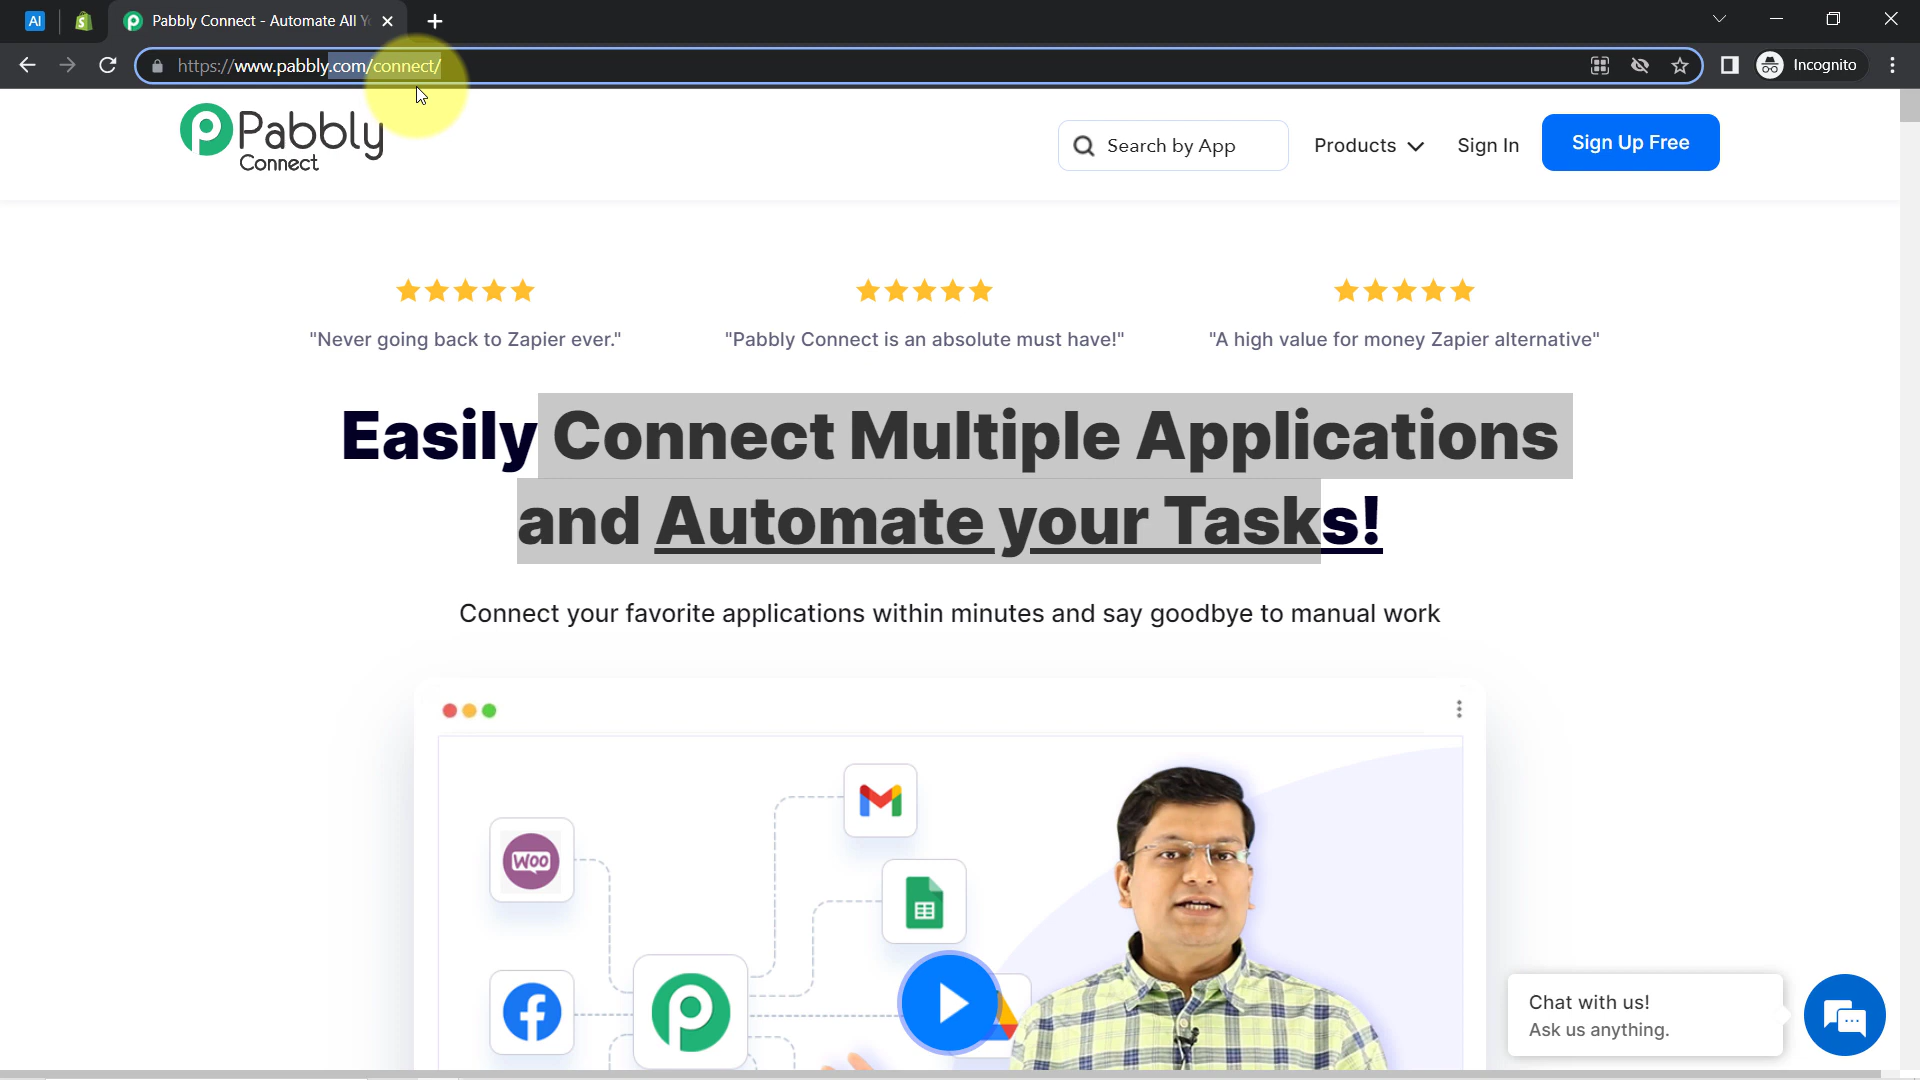 AI
Pabbly Connect - Automate All Yo
https://www.pabbly.com/connect/
Incognito
Pabbly
Connect
Search by App
Products
Sign In
Sign Up Free
"Never going back to Zapier ever."
"Pabbly Connect is an absolute must have!"
"A high value for money Zapier alternative"
Easily Connect Multiple Applications
and Automate your Tasks!
Connect your favorite applications within minutes and say goodbye to manual work
Woo
Chat with us!
Ask us anything.